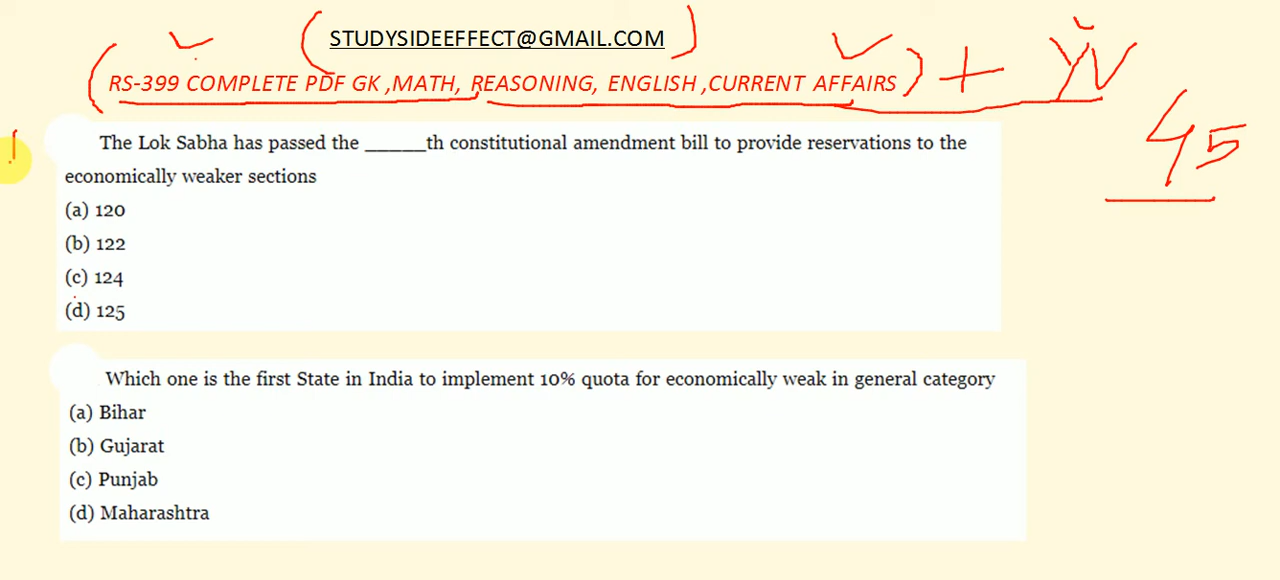 STUDYSIDEEFFECT@GMAIL.COM
RS-399 COMPLETE PDF GK ,MATH, REASONING, ENGLISH ,CURRENT AFFAIRS
45
The Lok Sabha has passed the _____th constitutional amendment bill to provide reservations to the
economically weaker sections
(a) 120
(b) 122
(c) 124
(d) 125
Which one is the first State in India to implement 10% quota for economically weak in general category
(a) Bihar
(b) Gujarat
(c) Punjab
(d) Maharashtra